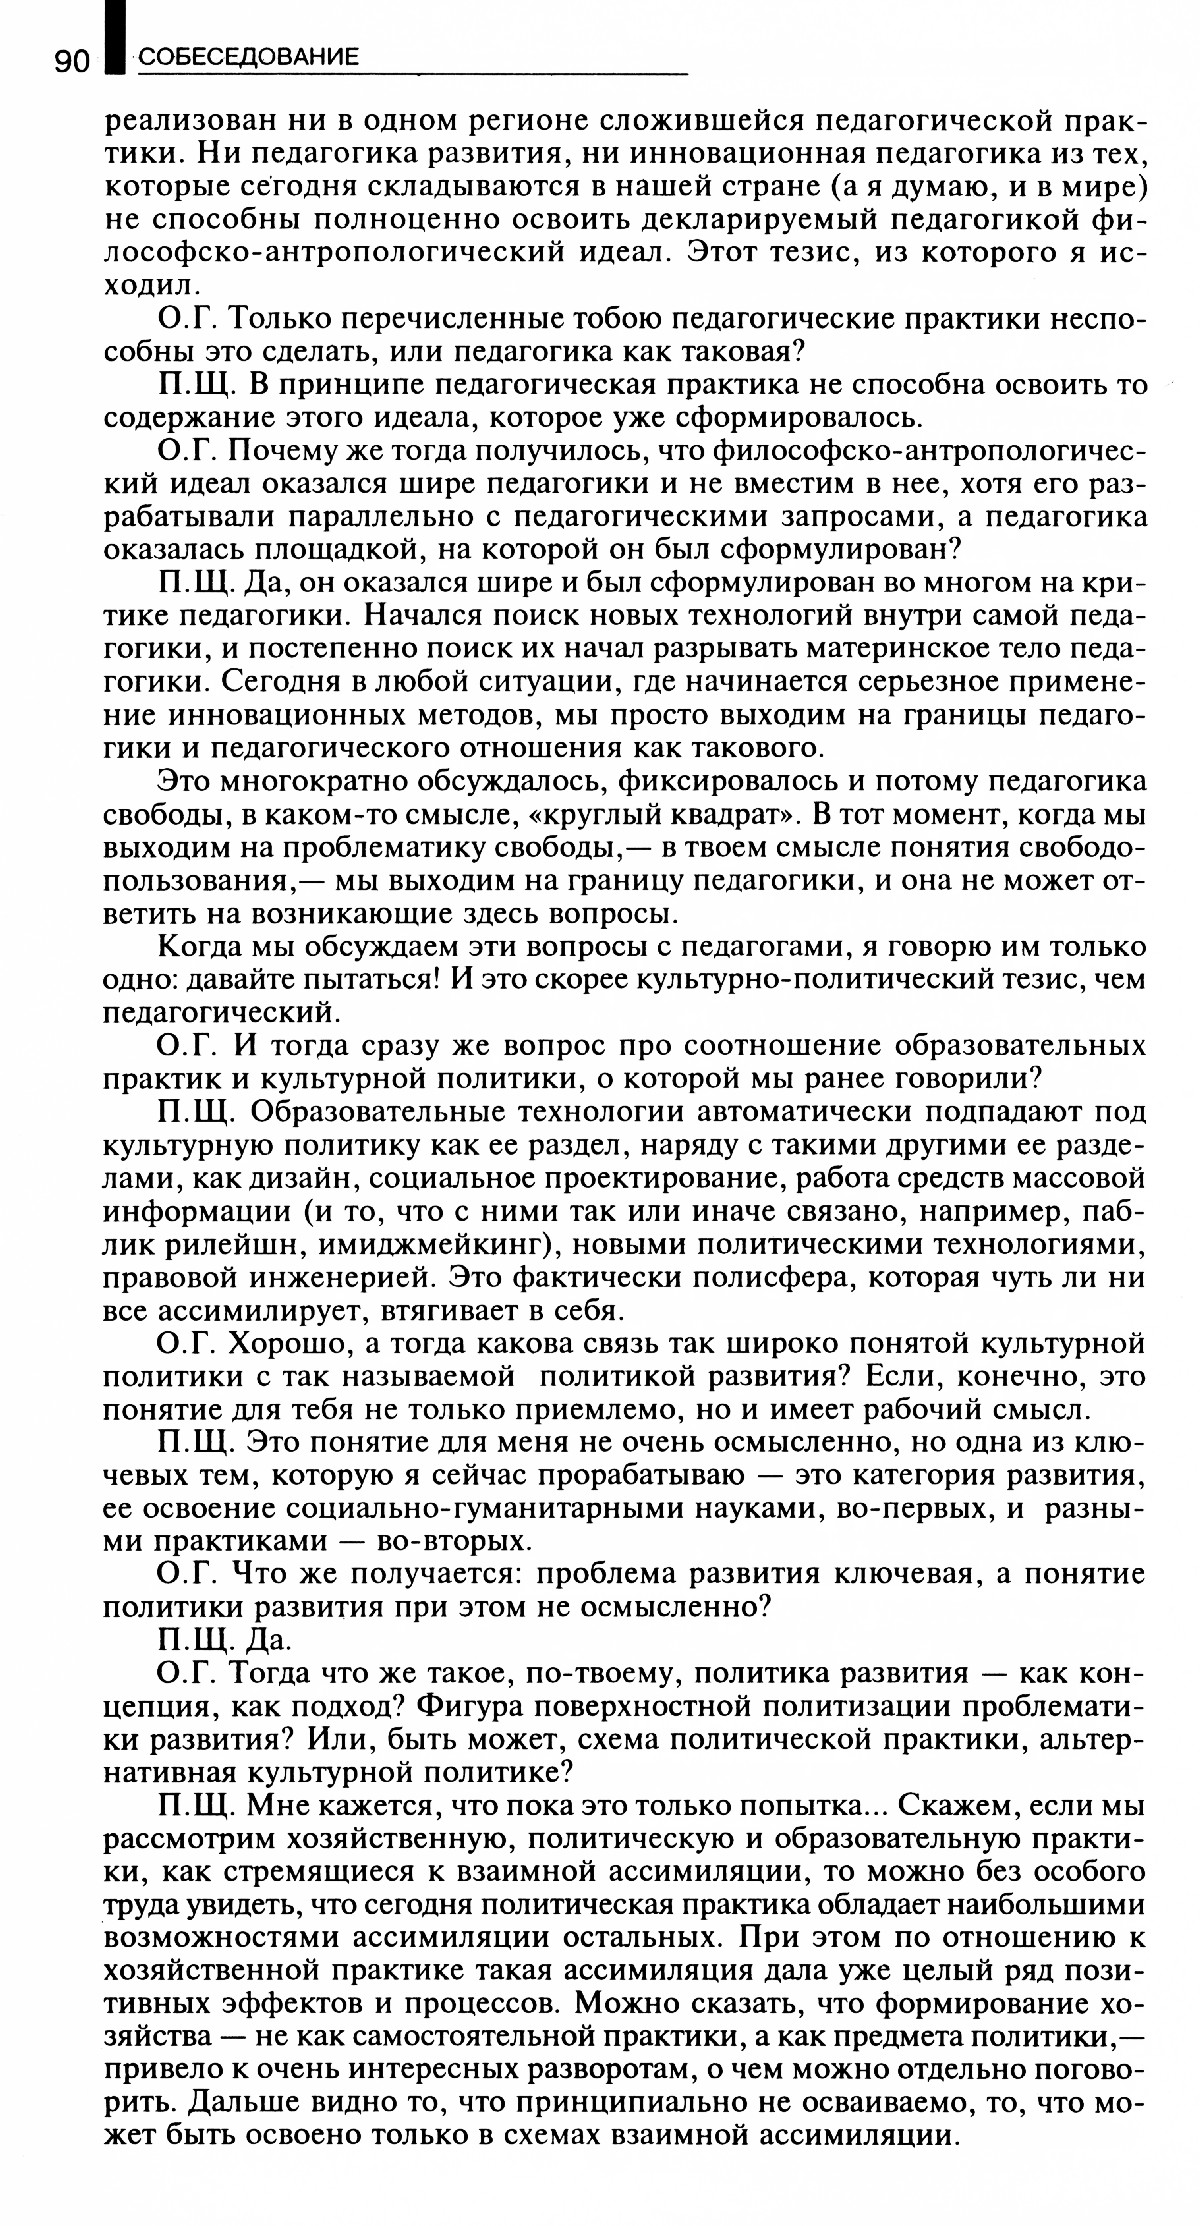 90 СОБЕСЕДОВАНИЕ
реализован ни в одном регионе сложившейся педагогической прак-
тики. Ни педагогика развития, ни инновационная педагогика из тех,
которые сегодня складываются в нашей стране (а я думаю, и в мире)
не способны полноценно освоить декларируемый педагогикой фи-
лософско-антропологический идеал. Этот тезис, из которого я ис-
ходил.
О.Г. Только перечисленные тобою педагогические практики неспо-
собны это сделать, или педагогика как таковая?
П.Щ. В принципе педагогическая практика не способна освоить то
содержание этого идеала, которое уже сформировалось.
О.Г. Почему же тогда получилось, что философско-антропологичес-
кий идеал оказался шире педагогики и не вместим в нее, хотя его раз-
рабатывали параллельно с педагогическими запросами, а педагогика
оказалась площадкой, на которой он был сформулирован?
П.Щ. Да, он оказался шире и был сформулирован во многом на кри-
тике педагогики. Начался поиск новых технологий внутри самой педа-
гогики, и постепенно поиск их начал разрывать материнское тело педа-
гогики. Сегодня в любой ситуации, где начинается серьезное примене-
ние инновационных методов, мы просто выходим на границы педаго-
гики и педагогического отношения как такового.
Это многократно обсуждалось, фиксировалось и потому педагогика
свободы, в каком-то смысле, «круглый квадрат». В тот момент, когда мы
выходим на проблематику свободы,— в твоем смысле понятия свободо-
пользования,— мы выходим на границу педагогики, и она не может от-
ветить на возникающие здесь вопросы.
Когда мы обсуждаем эти вопросы с педагогами, я говорю им только
одно: давайте пытаться! И это скорее культурно-политический тезис, чем
педагогический.
О.Г. И тогда сразу же вопрос про соотношение образовательных
практик и культурной политики, о которой мы ранее говорили?
П.Щ. Образовательные технологии автоматически подпадают под
культурную политику как ее раздел, наряду с такими другими ее разде-
лами, как дизайн, социальное проектирование, работа средств массовой
информации (и то, что с ними так или иначе связано, например, паб-
лик рилейшн, имиджмейкинг), новыми политическими технологиями,
правовой инженерией. Это фактически полисфера, которая чуть ли ни
все ассимилирует, втягивает в себя.
О.Г. Хорошо, а тогда какова связь так широко понятой культурной
политики с так называемой политикой развития? Если, конечно, это
понятие для тебя не только приемлемо, но и имеет рабочий смысл.
П.Щ. Это понятие для меня не очень осмысленно, но одна из клю-
чевых тем, которую я сейчас прорабатываю — это категория развития,
ее освоение социально-гуманитарными науками, во-первых, и разны-
ми практиками — во-вторых.
О.Г. Что же получается: проблема развития ключевая, а понятие
политики развития при этом не осмысленно?
П.Щ. Да.
О.Г. Тогда что же такое, по-твоему, политика развития — как кон-
цепция, как подход? Фигура поверхностной политизации проблемати-
ки развития? Или, быть может, схема политической практики, альтер-
нативная культурной политике?
П.Щ. Мне кажется, что пока это только попытка... Скажем, если мы
рассмотрим хозяйственную, политическую и образовательную практи-
ки, как стремящиеся к взаимной ассимиляции, то можно без особого
труда увидеть, что сегодня политическая практика обладает наибольшими
возможностями ассимиляции остальных. При этом по отношению к
хозяйственной практике такая ассимиляция дала уже целый ряд пози-
тивных эффектов и процессов. Можно сказать, что формирование хо-
зяйства — не как самостоятельной практики, а как предмета политики,—
привело к очень интересных разворотам, о чем можно отдельно погово-
рить. Дальше видно то, что принципиально не осваиваемо, то, что мо-
жет быть освоено только в схемах взаимной ассимиляции.